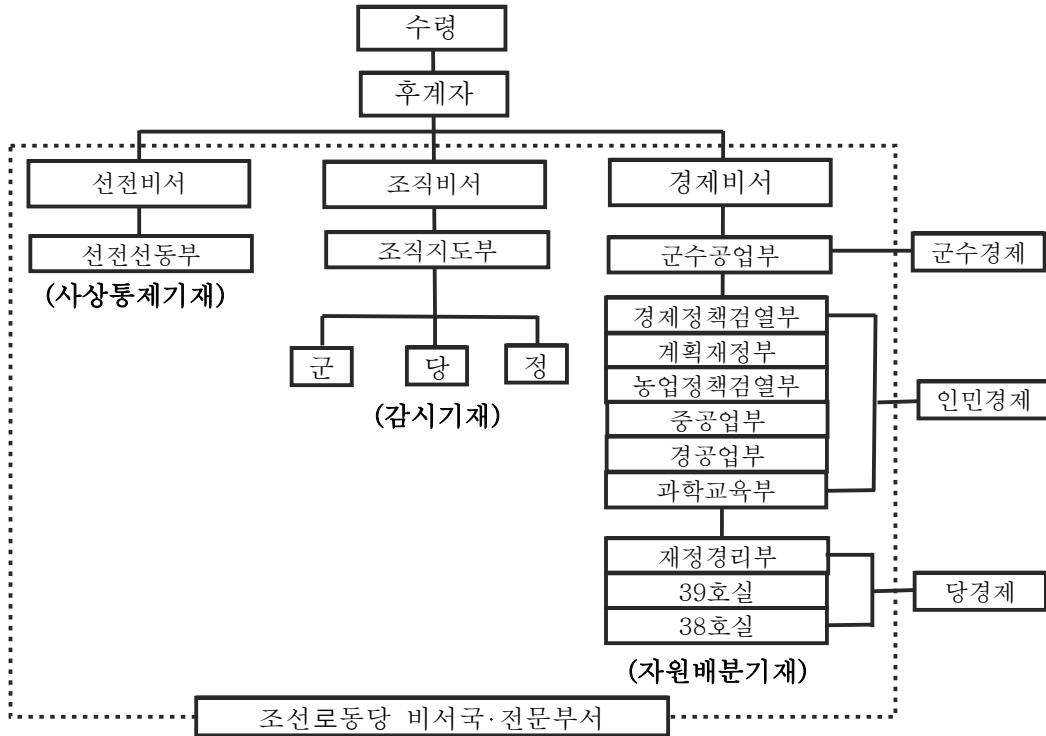 수령
후계자
선전비서
조직비서
경제비서
선전선동부
조직지도부
군수공업부
군수경제
(사상통제기재)
경제정책검열부
계획재정부
농업정책검열부
중공업부
경공업부
과학교육부
인민경제
군
당
정
(감시기재)
재정경리부
39호실
38호실
당경제
(자원배분기재)
조선로동당 비서국·전문부서